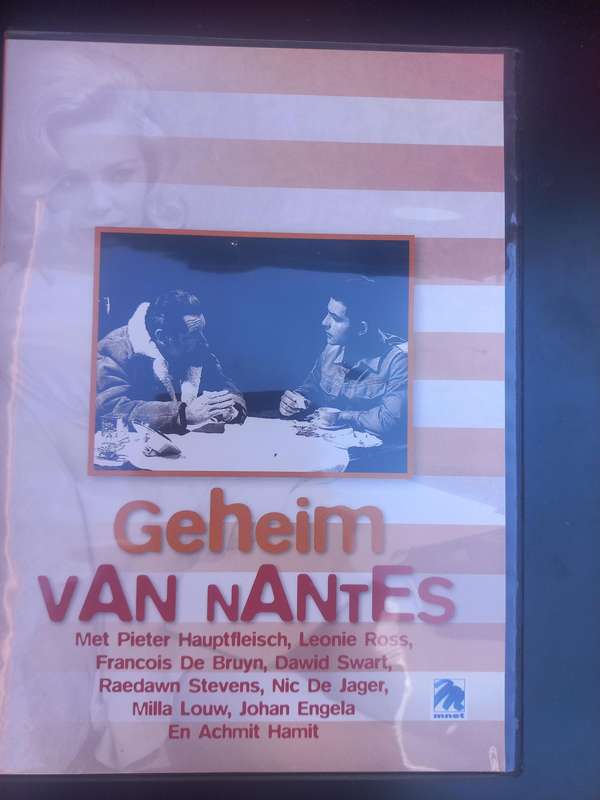 Geheim
VAN NANTES
Met Pieter Hauptfleisch, Leonie Ross,
Francois De Bruyn, Dawid Swart,
Raedawn Stevens, Nic De Jager,
Milla Louw, Johan Engela
En Achmit Hamit
mnet